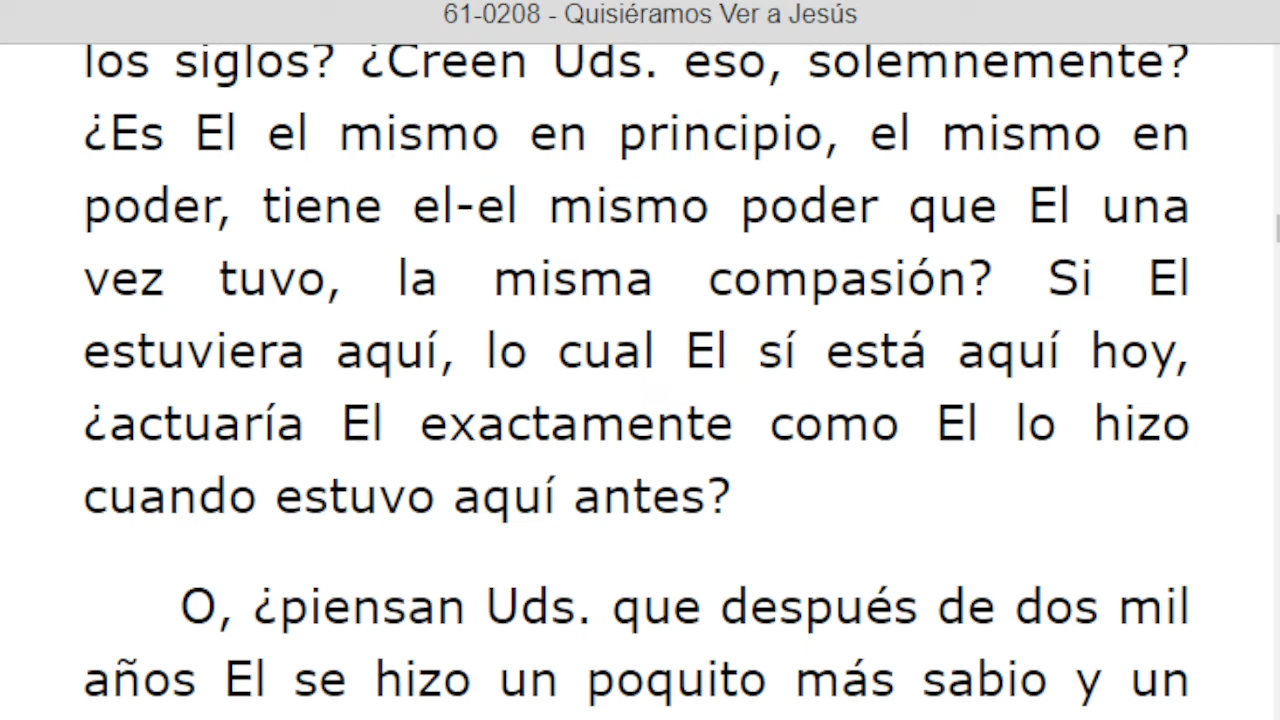 61-0208 - Quisiéramos Ver a Jesús
los siglos? ¿Creen Uds. eso, solemnemente?
¿Es El el mismo en principio, el mismo en
poder, tiene el-el mismo poder que El una
vez tuvo, la misma compasión? Si El
estuviera aquí, lo cual El sí está aquí hoy,
¿actuaría El exactamente como El lo hizo
cuando estuvo aquí antes?
O, ¿piensan Uds. que después de dos mil
años El se hizo un poquito más sabio y un